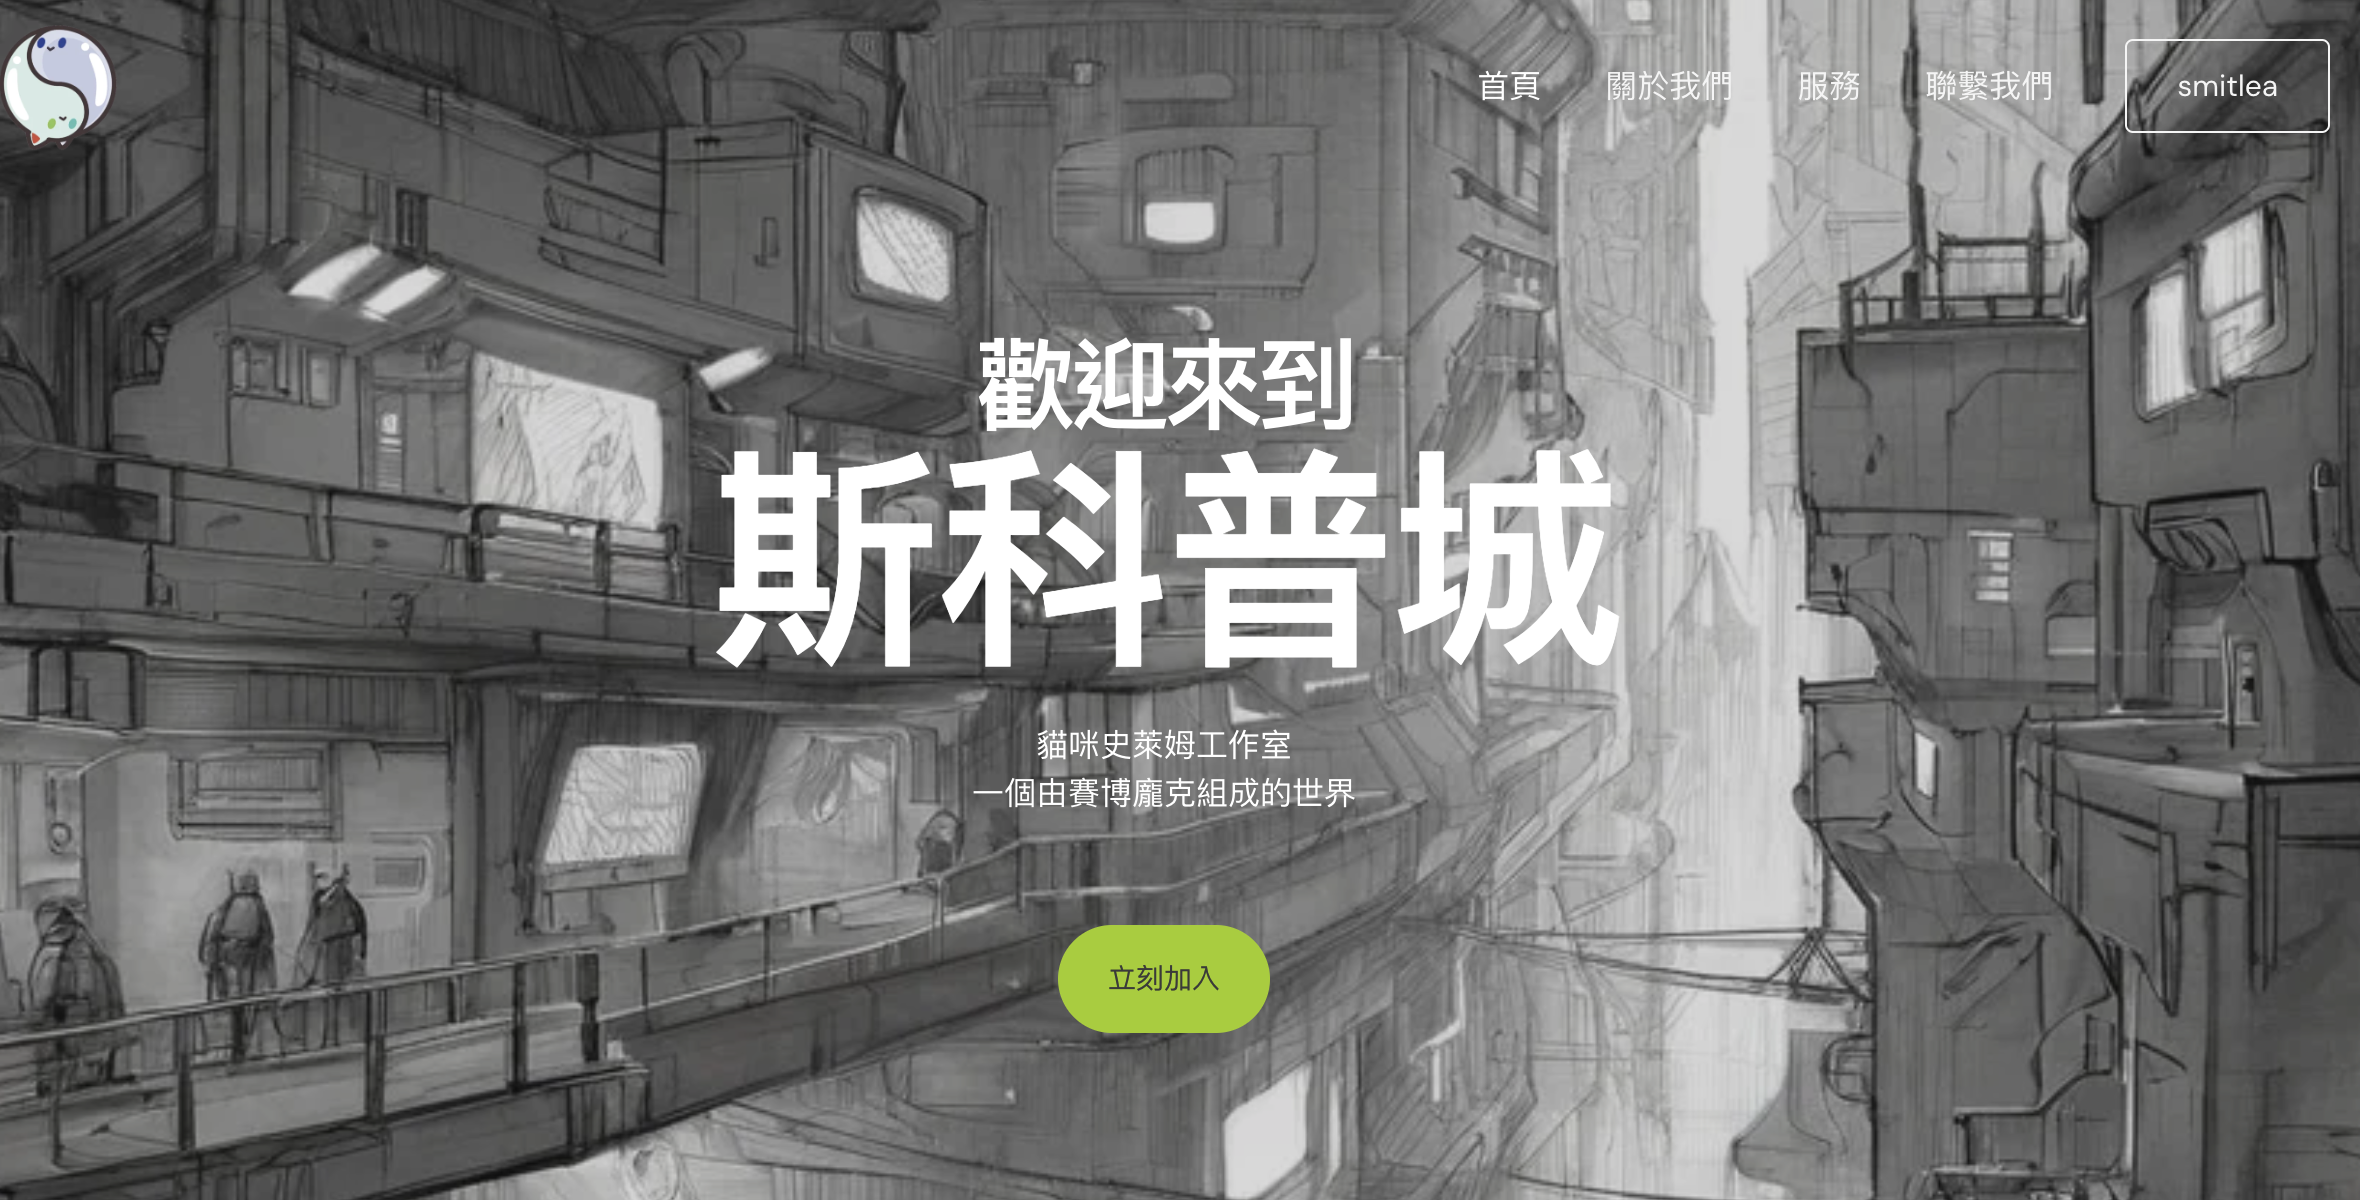 首頁 關於我們 服務 聯繫我們 smitlea
歡迎來到
斯科普城
貓咪史萊姆工作室
一個由賽博龐克組成的世界
立刻加入